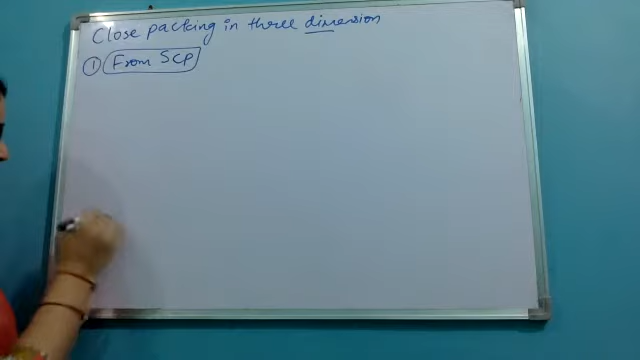 Close packing in three dimension
① From SCP